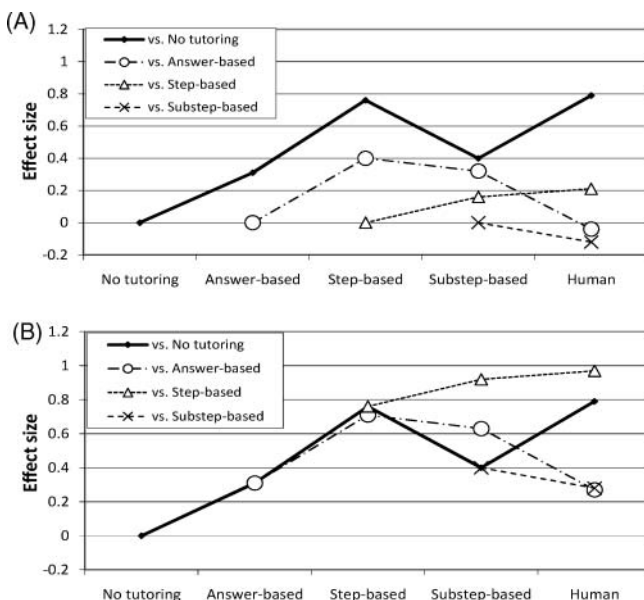 (A)
1.2
1
0.8
0.6
0.4
0.2
0
-0.2
Effect size
vs. No tutoring
vs. Answer-based
vs. Step-based
vs. Substep-based
No tutoring Answer-based Step-based Substep-based Human
(B)
1.2
1
0.8
0.6
0.4
0.2
0
-0.2
Effect size
vs. No tutoring
vs. Answer-based
vs. Step-based
vs. Substep-based
No tutoring Answer-based Step-based Substep-based Human